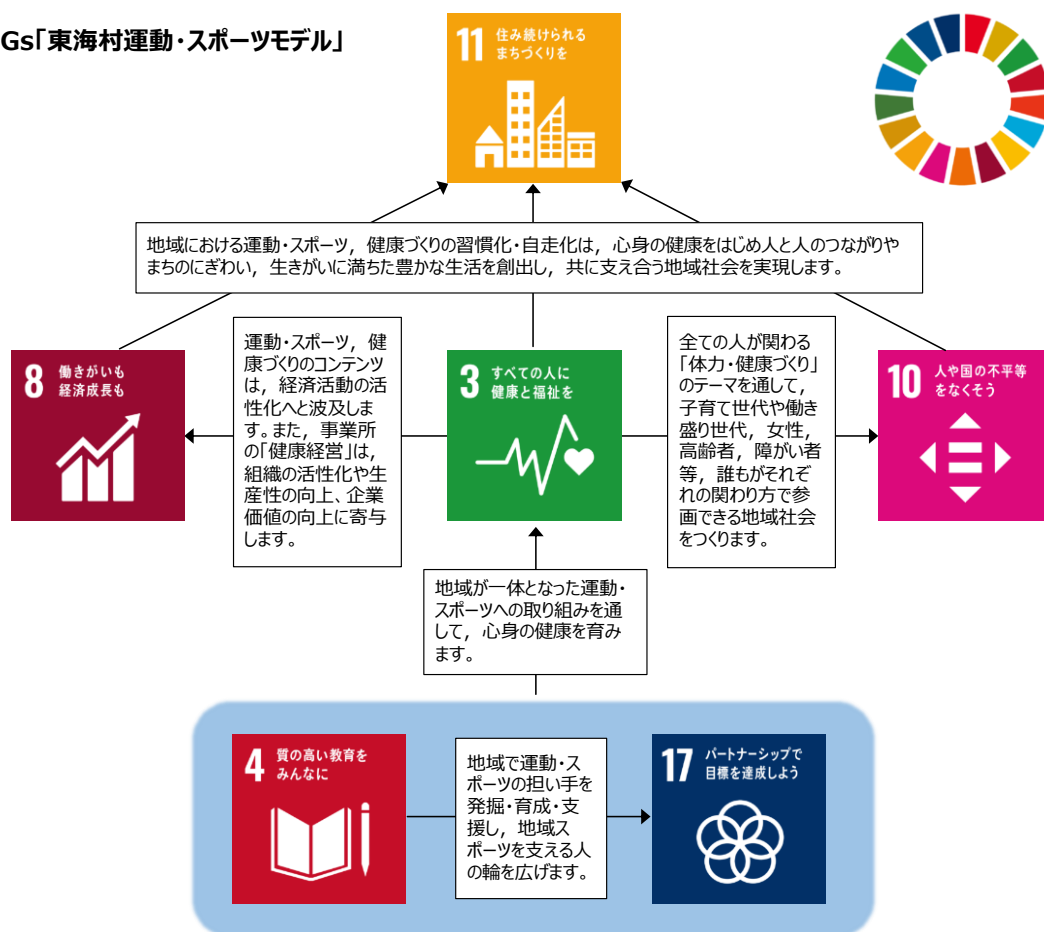 Gs「東海村運動・スポーツモデル」
11 住み続けられる
まちづくりを
地域における運動・スポーツ，健康づくりの習慣化・自走化は，心身の健康をはじめ人と人のつながりや
まちのにぎわい，生きがいに満ちた豊かな生活を創出し，共に支え合う地域社会を実現します。
8 働きがいも
経済成長も
運動・スポーツ，健
康づくりのコンテンツ
は，経済活動の活
性化へと波及しま
す。また，事業所
の「健康経営」は，
組織の活性化や生
産性の向上、企業
価値の向上に寄与
します。
3 すべての人に
健康と福祉を
全ての人が関わる
「体力・健康づくり」
のテーマを通して，
子育て世代や働き
盛り世代，女性，
高齢者，障がい者
等，誰もがそれぞ
れの関わり方で参
画できる地域社会
をつくります。
10 人や国の不平等
をなくそう
地域が一体となった運動・
スポーツへの取り組みを通
して，心身の健康を育み
ます。
4 質の高い教育を
みんなに
地域で運動・ス
ポーツの担い手を
発掘・育成・支
援し，地域ス
ポーツを支える人
の輪を広げます。
17 パートナーシップで
目標を達成しよう